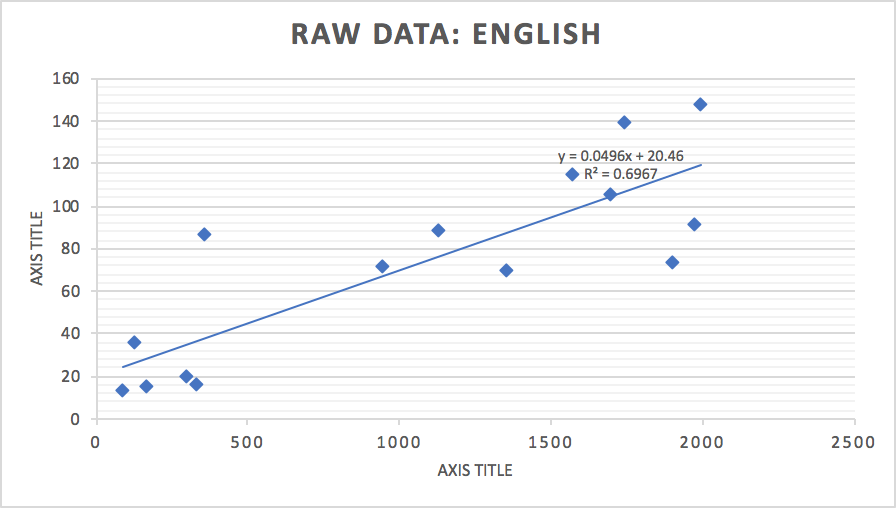 RAW DATA: ENGLISH
160
140
120
100
80
60
40
20
0
AXIS TITLE
y = 0.0496x + 20.46
R² = 0.6967
0 500 1000 1500 2000 2500
AXIS TITLE